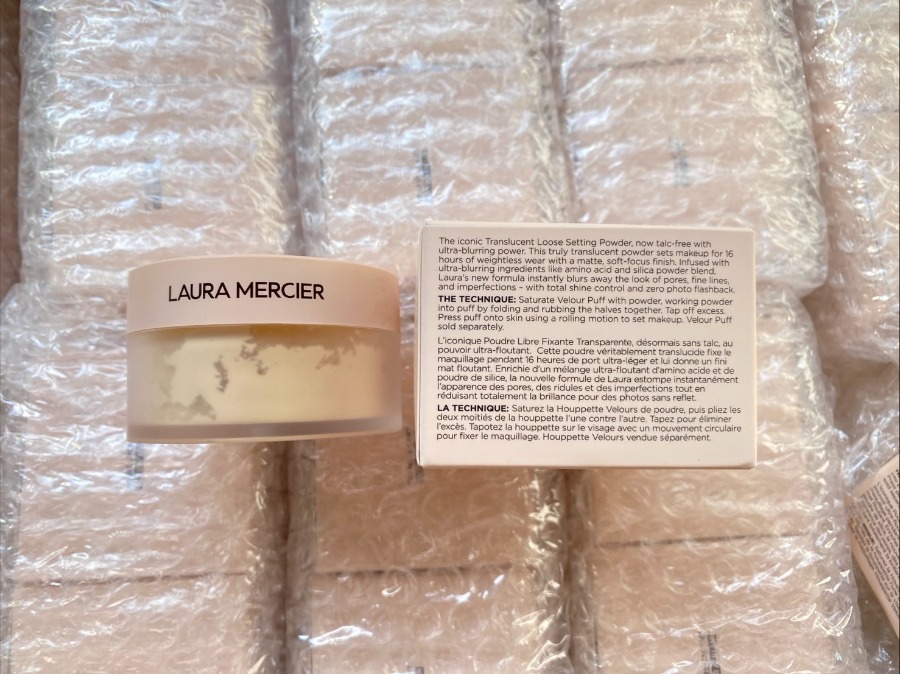 LAURA MERCIER
The iconic Translucent Loose Setting Powder, now talc-free with
ultra-blurring power. This truly translucent powder sets makeup for 16
hours of weightless wear with a matte, soft-focus finish. Infused with
ultra-blurring ingredients like amino acid and silica powder blend,
Laura's new formula instantly blurs away the look of pores, fine lines,
and imperfections – with total shine control and zero photo flashback.
THE TECHNIQUE: Saturate Velour Puff with powder, working powder
into puff by folding and rubbing the halves together. Tap off excess.
Press puff onto skin using a rolling motion to set makeup. Velour Puff
sold separately.
L'iconique Poudre Libre Fixante Transparente, désormais sans talc, au
pouvoir ultra-floutant. Cette poudre véritablement translucide fixe le
maquillage pendant 16 heures de port ultra-léger et lui donne un fini
mat floutant. Enrichie d'un mélange ultra-floutant d'amino acide et de
poudre de silice, la nouvelle formule de Laura estompe instantanément
l'apparence des pores, des ridules et des imperfections tout en
réduisant totalement la brillance pour des photos sans reflet.
LA TECHNIQUE: Saturez la Houppette Velours de poudre, puis pliez les
deux moitiés de la houppette l'une contre l'autre. Tapez pour éliminer
l'excès. Tapotez la houppette sur le visage avec un mouvement circulaire
pour fixer le maquillage. Houppette Velours vendue séparément.